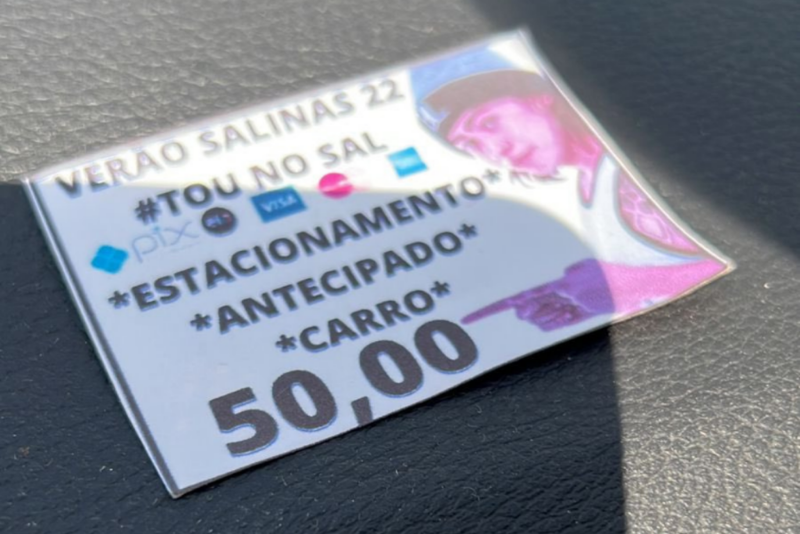 VERÃO SALINAS 22
#TOU NO SAL
pix VISA
*ESTACIONAMENTO*
*ANTECIPADO*
*CARRO*
50,00